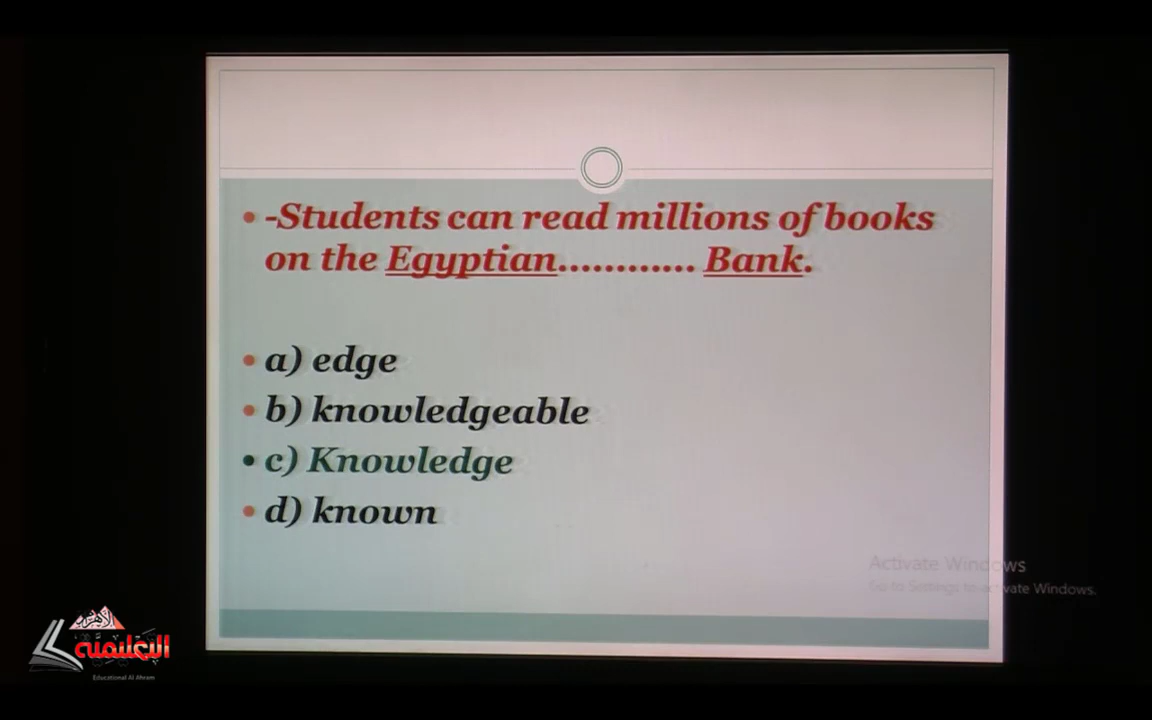 -Students can read millions of books
on the Egyptian............ Bank.
a) edge
b) knowledgeable
c) Knowledge
d) known
Activate Windows
Go to Settings to activate Windows.
الأهرام
التعليمية
Educational Al Ahram